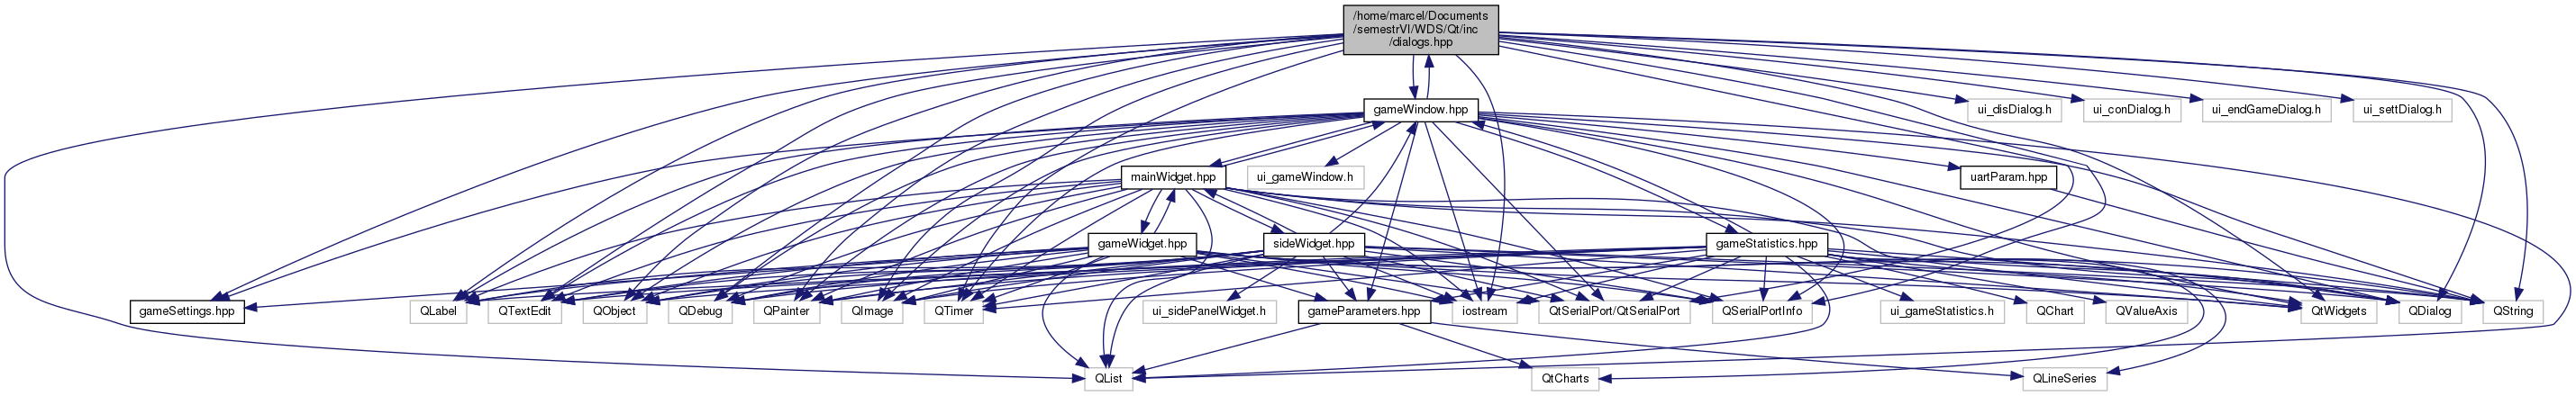 /home/marcel/Documents
/semestrVI/WDS/Qt/inc
/dialogs.hpp
gameWindow.hpp
ui_disDialog.h
ui_conDialog.h
ui_endGameDialog.h
ui_settDialog.h
mainWidget.hpp
ui_gameWindow.h
uartParam.hpp
gameWidget.hpp
sideWidget.hpp
gameStatistics.hpp
gameSettings.hpp
QLabel
QTextEdit
QObject
QDebug
QPainter
QImage
QTimer
ui_sidePanelWidget.h
gameParameters.hpp
iostream
QtSerialPort/QtSerialPort
QSerialPortInfo
ui_gameStatistics.h
QChart
QValueAxis
QtWidgets
QDialog
QString
QList
QtCharts
QLineSeries